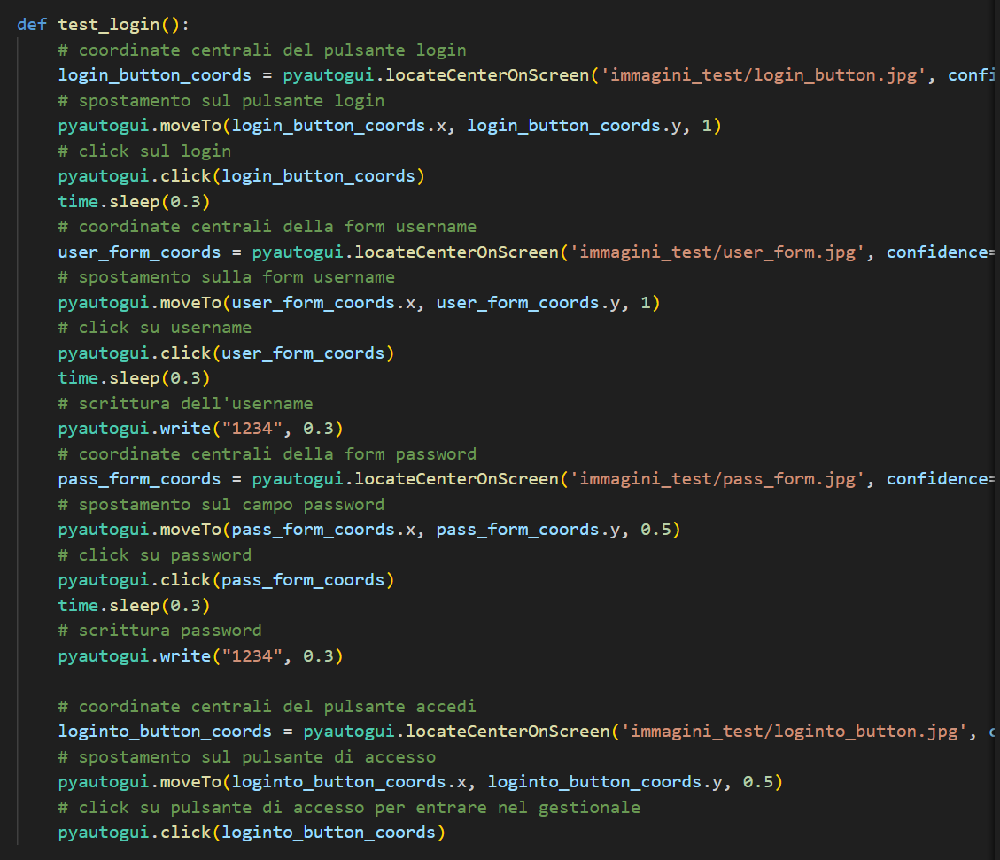 def test_login():
# coordinate centrali del pulsante login
login_button_coords = pyautogui.locateCenterOnScreen('immagini_test/login_button.jpg', confi
# spostamento sul pulsante login
pyautogui.moveTo(login_button_coords.x, login_button_coords.y, 1)
# click sul login
pyautogui.click(login_button_coords)
time.sleep(0.3)
# coordinate centrali della form username
user_form_coords = pyautogui.locateCenterOnScreen('immagini_test/user_form.jpg', confidence=
# spostamento sulla form username
pyautogui.moveTo(user_form_coords.x, user_form_coords.y, 1)
# click su username
pyautogui.click(user_form_coords)
time.sleep(0.3)
# scrittura dell'username
pyautogui.write("1234", 0.3)
# coordinate centrali della form password
pass_form_coords = pyautogui.locateCenterOnScreen('immagini_test/pass_form.jpg', confidence=
# spostamento sul campo password
pyautogui.moveTo(pass_form_coords.x, pass_form_coords.y, 0.5)
# click su password
pyautogui.click(pass_form_coords)
time.sleep(0.3)
# scrittura password
pyautogui.write("1234", 0.3)
# coordinate centrali del pulsante accedi
loginto_button_coords = pyautogui.locateCenterOnScreen('immagini_test/loginto_button.jpg', c
# spostamento sul pulsante di accesso
pyautogui.moveTo(loginto_button_coords.x, loginto_button_coords.y, 0.5)
# click su pulsante di accesso per entrare nel gestionale
pyautogui.click(loginto_button_coords)